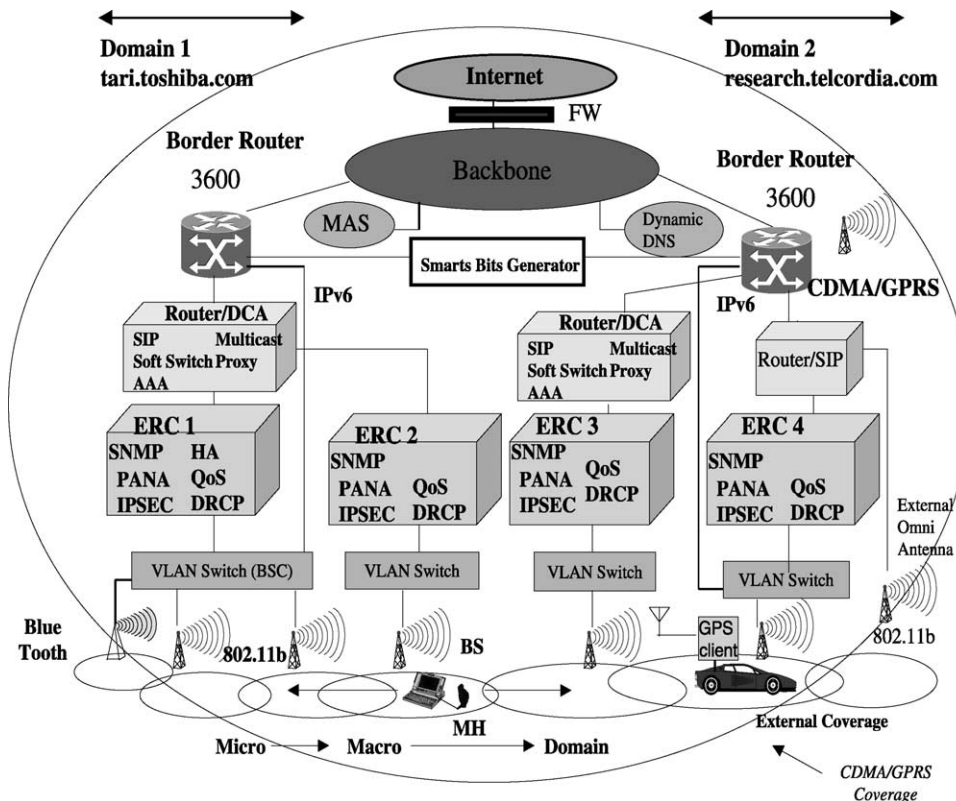 Domain 1
tari.toshiba.com
Domain 2
research.telcordia.com
Internet
FW
Border Router
3600
Backbone
Border Router
3600
MAS
Dynamic
DNS
Smarts Bits Generator
IPv6
IPv6
CDMA/GPRS
Router/DCA
SIP Multicast
Soft Switch Proxy
AAA
Router/DCA
SIP Multicast
Soft Switch Proxy
AAA
Router/SIP
ERC 1
SNMP HA
PANA QoS
IPSEC DRCP
ERC 2
SNMP
PANA QoS
IPSEC DRCP
ERC 3
SNMP
PANA QoS
IPSEC DRCP
ERC 4
SNMP
PANA QoS
IPSEC DRCP
External
Omni
Antenna
VLAN Switch (BSC)
VLAN Switch
VLAN Switch
VLAN Switch
Blue
Tooth
802.11b
BS
GPS
client
802.11b
MH
External Coverage
Micro
Macro
Domain
CDMA/GPRS
Coverage